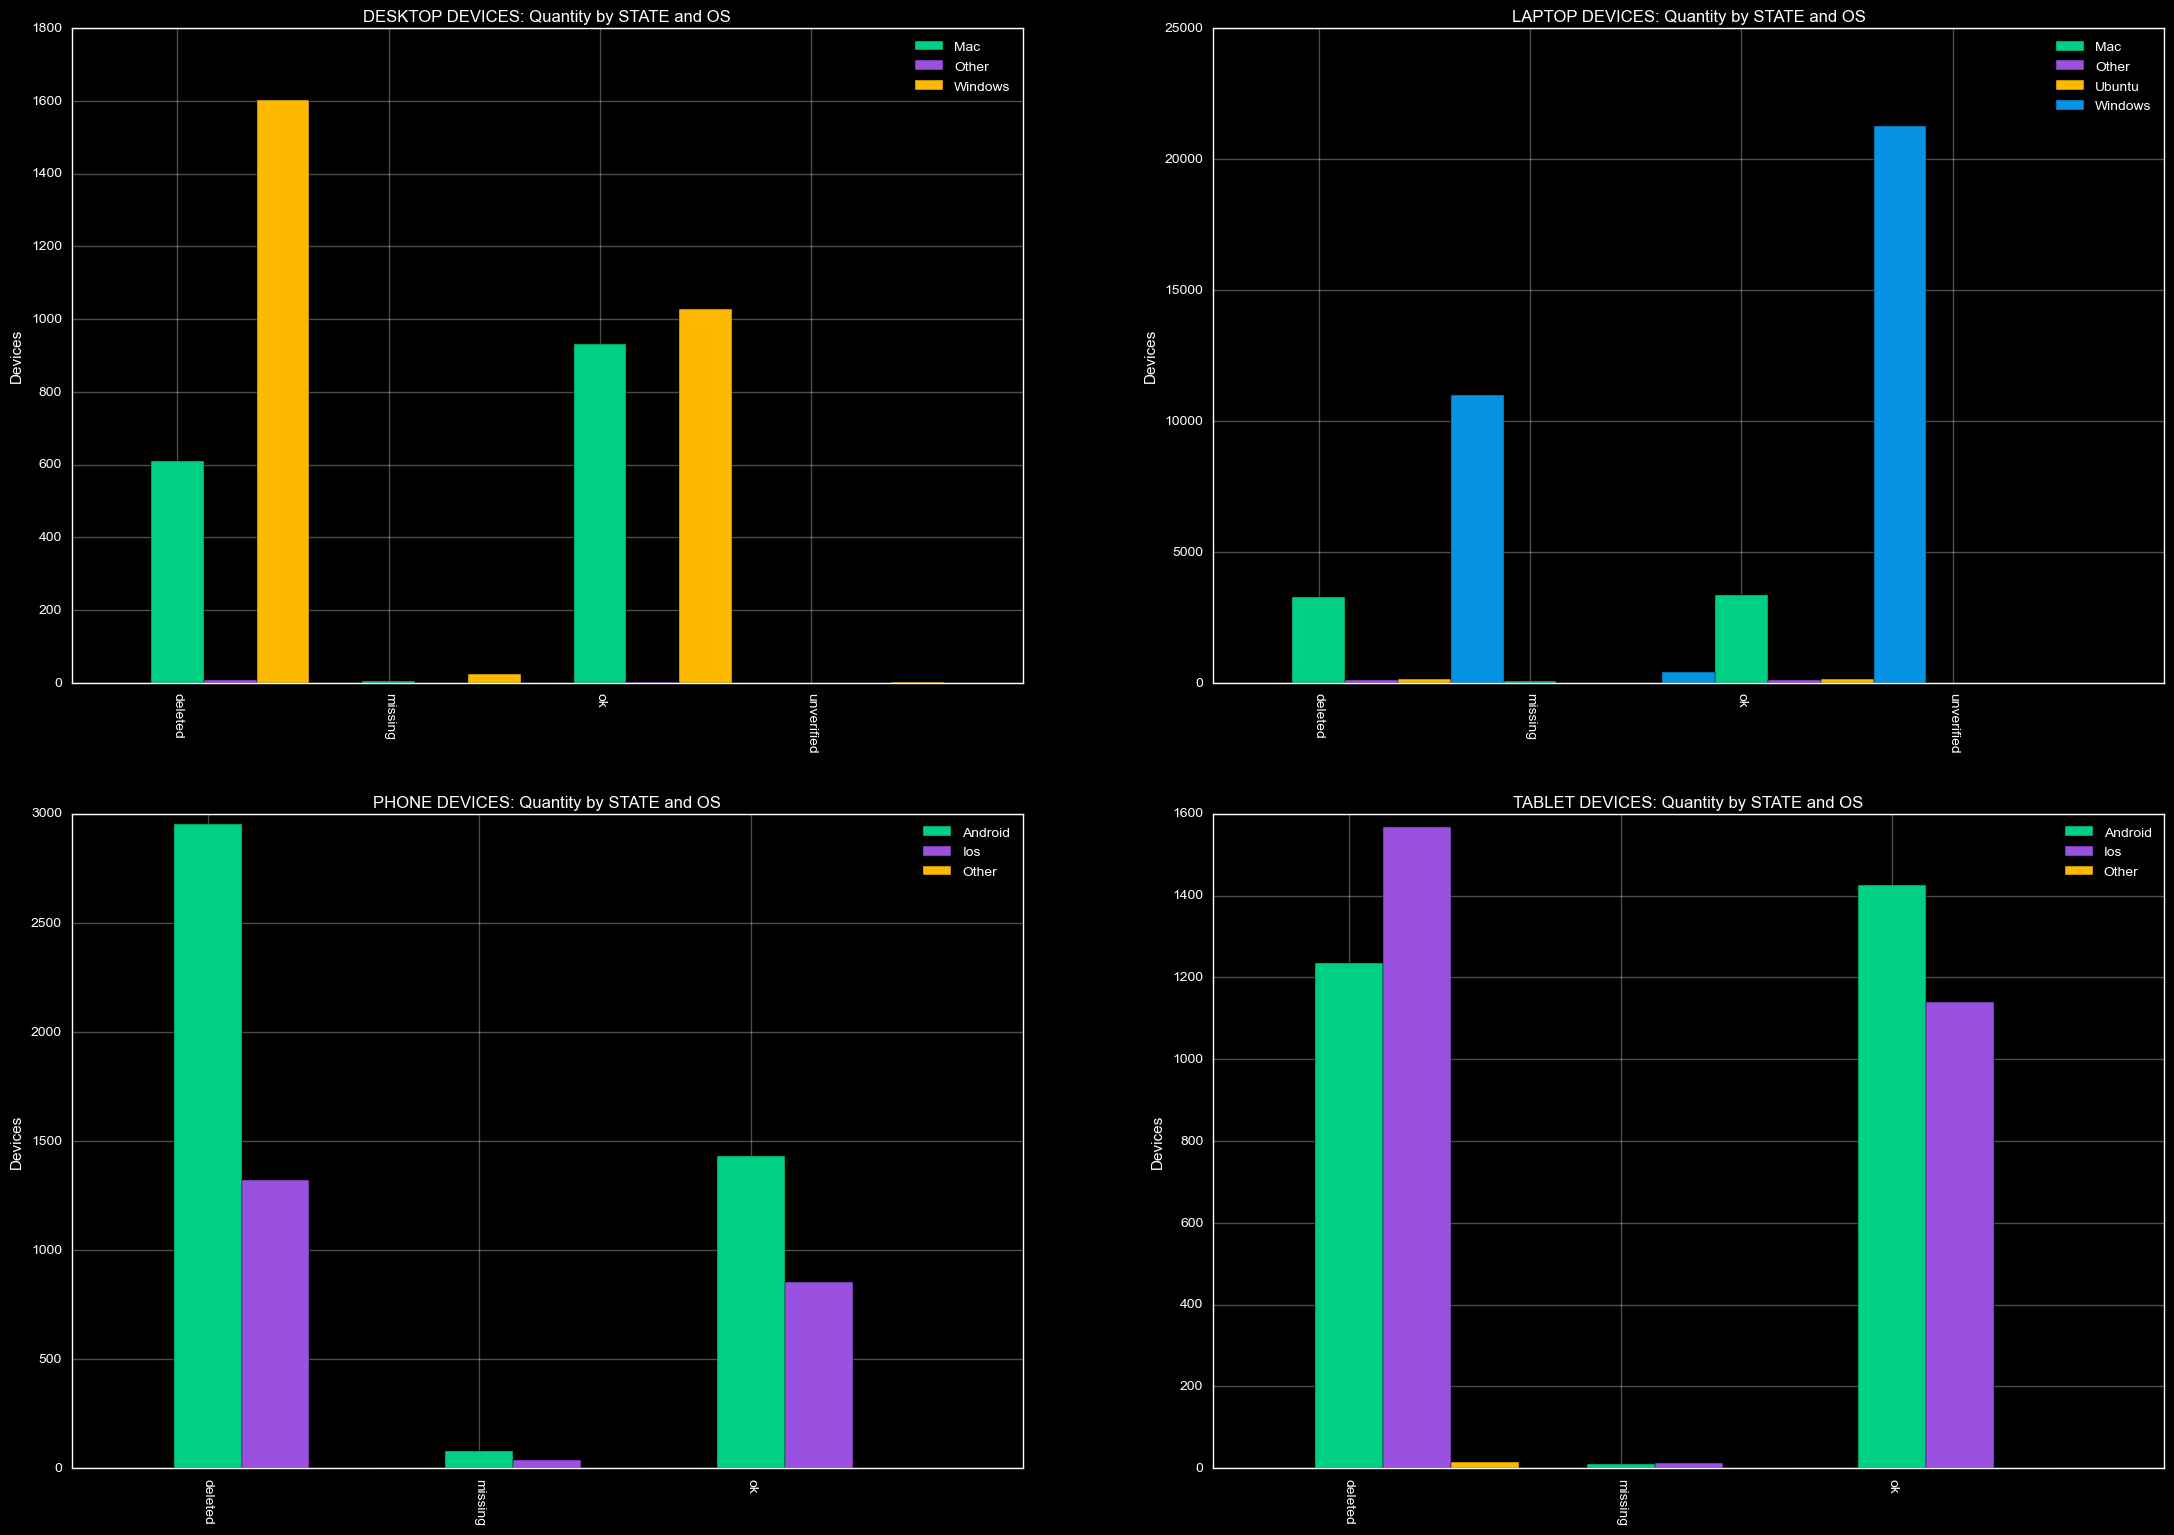 DESKTOP DEVICES: Quantity by STATE and OS
1800
1600
1400
1200
1000
800
600
400
200
0
Devices
Mac
Other
Windows
deleted
missing
ok
unverified
LAPTOP DEVICES: Quantity by STATE and OS
25000
20000
15000
10000
5000
0
Devices
Mac
Other
Ubuntu
Windows
deleted
missing
ok
unverified
PHONE DEVICES: Quantity by STATE and OS
3000
2500
2000
1500
1000
500
0
Devices
Android
Ios
Other
deleted
missing
ok
TABLET DEVICES: Quantity by STATE and OS
1600
1400
1200
1000
800
600
400
200
0
Devices
Android
Ios
Other
deleted
missing
ok